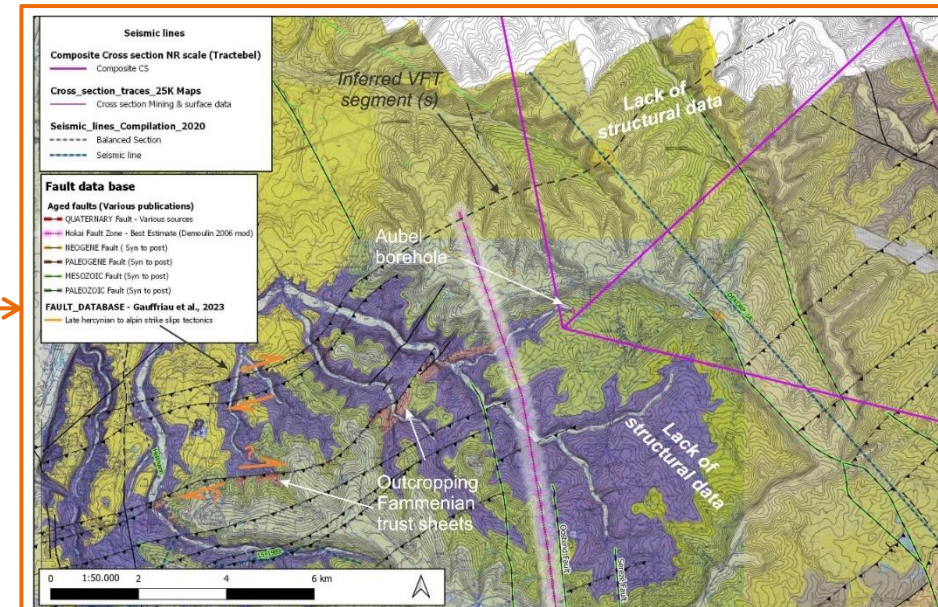 Seismic lines
Composite Cross section NR scale (Tractebel)
Composite CS
Cross_section_traces_25K Maps
Cross section Mining & surface data
Seismic_lines_Compilation_2020
Balanced Section
Seismic line
Fault data base
Aged faults (Various publications)
QUATERNARY Fault - Various sources
Hokai Fault Zone - Best Estimate (Demoulin 2006 mod)
NEOGENE Fault ( Syn to post)
PALEOGENE Fault (Syn to post)
MESOZOIC Fault (Syn to post)
PALEOZOIC Fault (Syn to post)
FAULT_DATABASE - Gauffriau et al., 2023
Late hercynian to alpin strike slips tectonics
Inferred VFT
segment (s)
Lack of
structural data
Aubel
borehole
Lack of
structural data
?
?
Outcropping
Fammenian
trust sheets
Ostend Fault
0 1:50.000 2 4 6 km